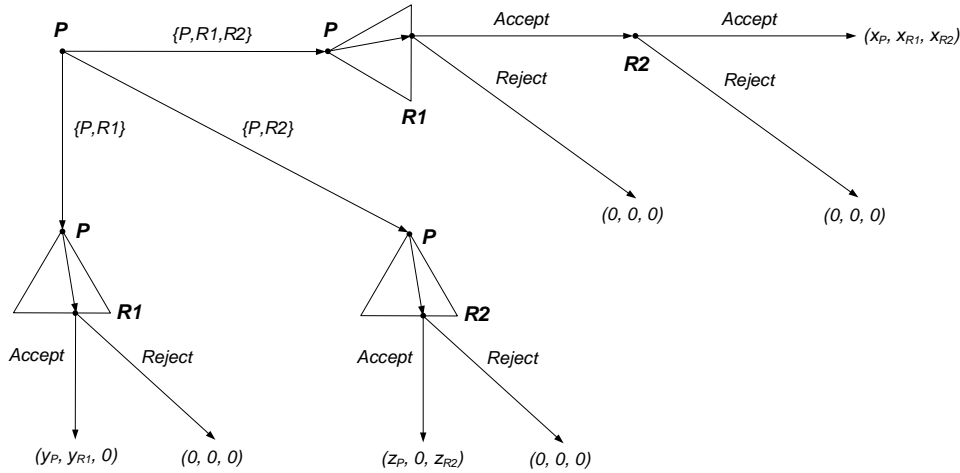 P
{P,R1,R2}
P
R1
Accept
R2
Accept
(xP, xR1, xR2)
Reject
Reject
(0, 0, 0)
(0, 0, 0)
{P,R1}
{P,R2}
P
R1
P
R2
Accept
Reject
Accept
Reject
(yP, yR1, 0)
(0, 0, 0)
(zP, 0, zR2)
(0, 0, 0)